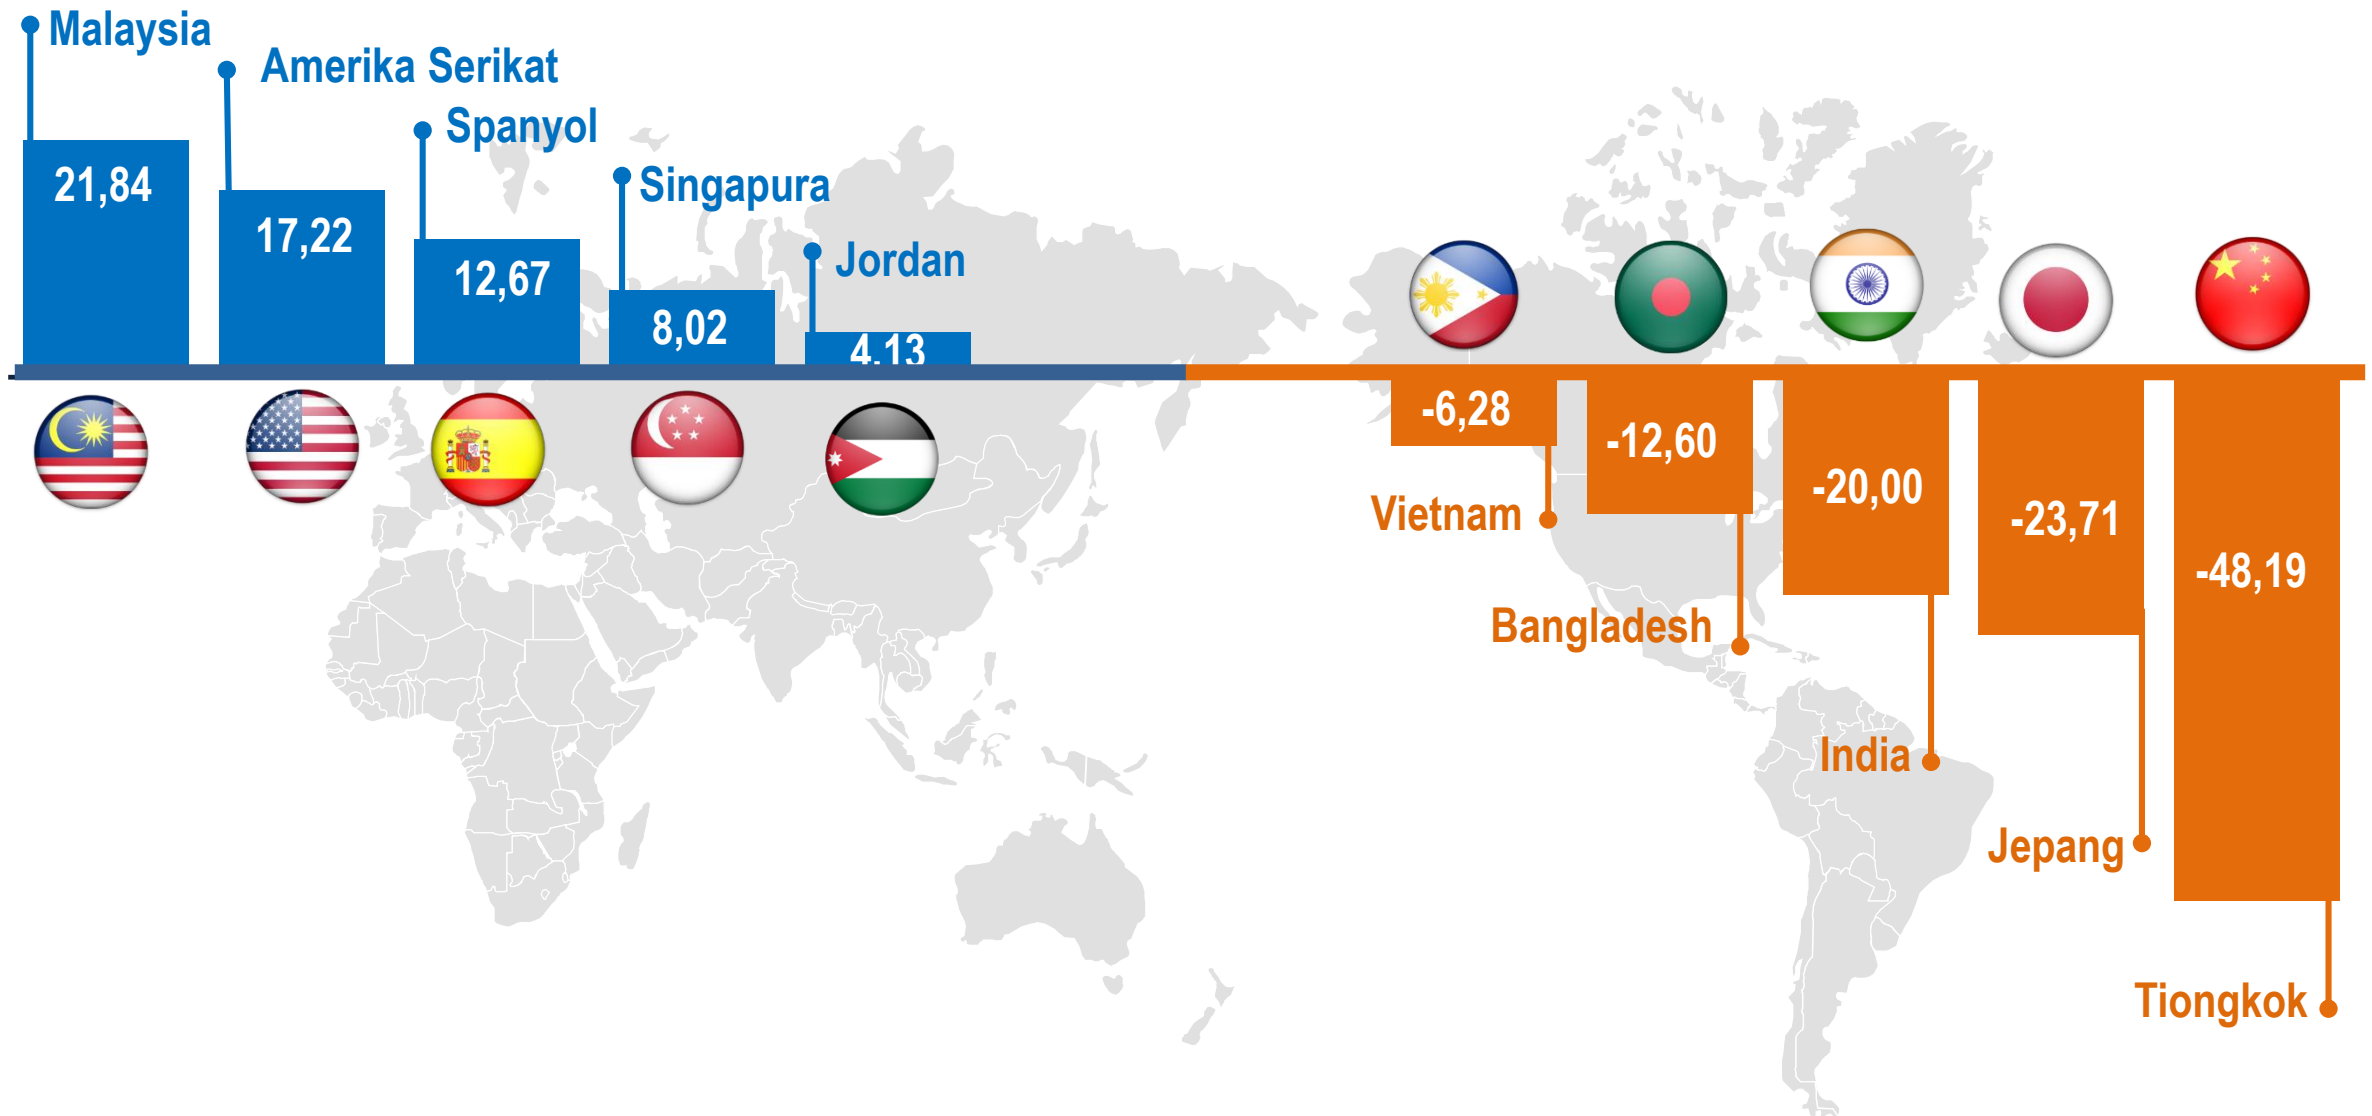 Malaysia
Amerika Serikat
Spanyol
Singapura
Jordan
21,84
17,22
12,67
8,02
4,13
-6,28
-12,60
-20,00
-23,71
-48,19
Vietnam
Bangladesh
India
Jepang
Tiongkok